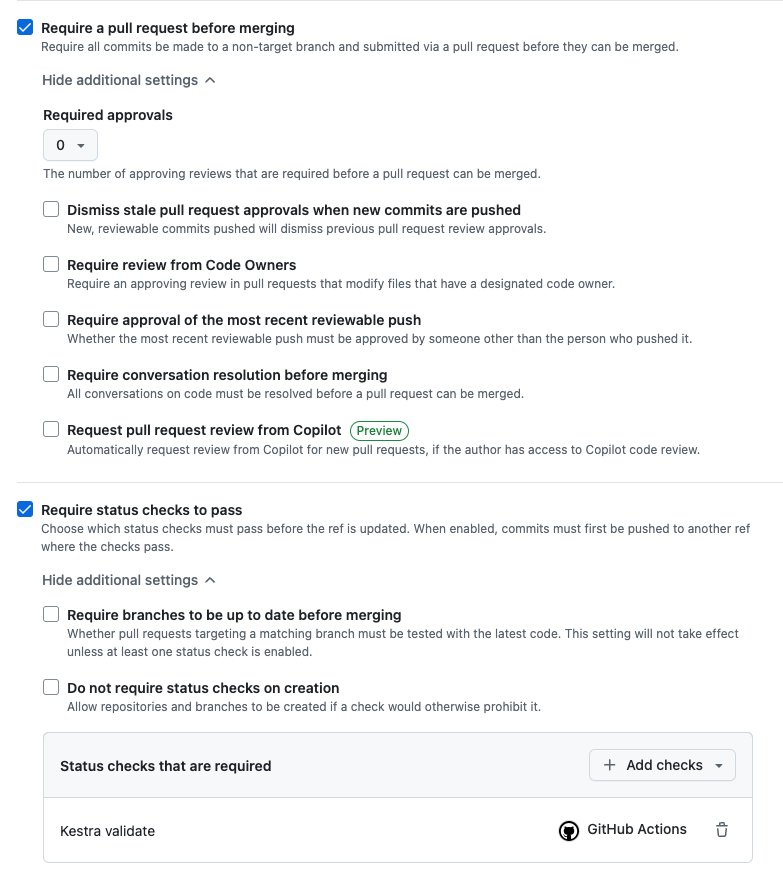 Require a pull request before merging
Require all commits be made to a non-target branch and submitted via a pull request before they can be merged.
Hide additional settings
Required approvals
0
The number of approving reviews that are required before a pull request can be merged.
Dismiss stale pull request approvals when new commits are pushed
New, reviewable commits pushed will dismiss previous pull request review approvals.
Require review from Code Owners
Require an approving review in pull requests that modify files that have a designated code owner.
Require approval of the most recent reviewable push
Whether the most recent reviewable push must be approved by someone other than the person who pushed it.
Require conversation resolution before merging
All conversations on code must be resolved before a pull request can be merged.
Request pull request review from Copilot Preview
Automatically request review from Copilot for new pull requests, if the author has access to Copilot code review.
Require status checks to pass
Choose which status checks must pass before the ref is updated. When enabled, commits must first be pushed to another ref
where the checks pass.
Hide additional settings
Require branches to be up to date before merging
Whether pull requests targeting a matching branch must be tested with the latest code. This setting will not take effect
unless at least one status check is enabled.
Do not require status checks on creation
Allow repositories and branches to be created if a check would otherwise prohibit it.
Status checks that are required Add checks
Kestra validate GitHub Actions